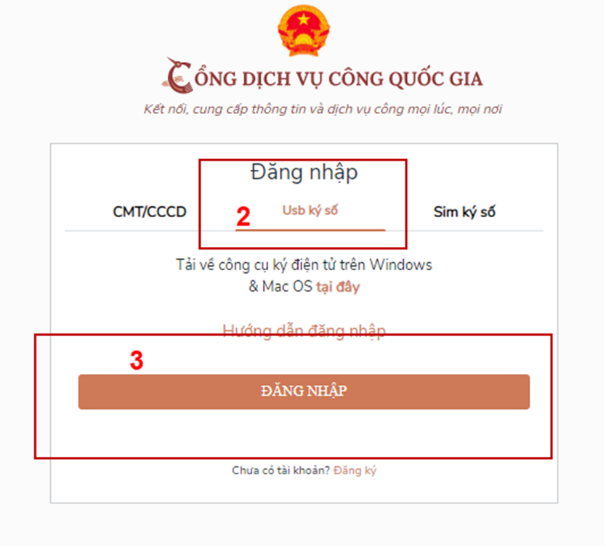 CỔNG DỊCH VỤ CÔNG QUỐC GIA
Kết nối, cung cấp thông tin và dịch vụ công mọi lúc, mọi nơi
Đăng nhập
CMT/CCCD 2 Usb ký số Sim ký số
Tải về công cụ ký điện tử trên Windows
& Mac OS tại đây
Hướng dẫn đăng nhập
3
ĐĂNG NHẬP
Chưa có tài khoản? Đăng ký